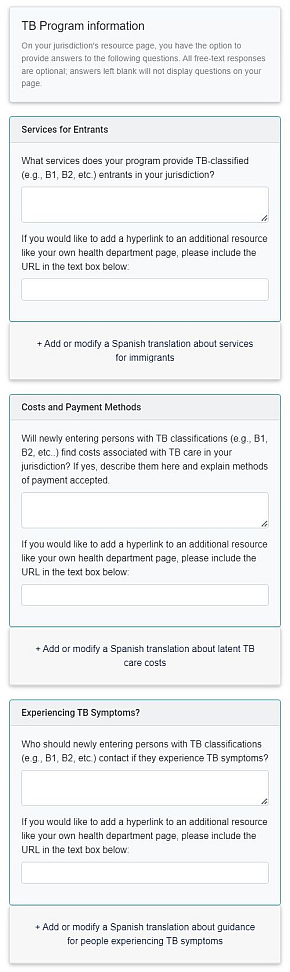 TB Program information
On your jurisdiction's resource page, you have the option to
provide answers to the following questions. All free-text responses
are optional; answers left blank will not display questions on your
page.
Services for Entrants
What services does your program provide TB-classified
(e.g., B1, B2, etc.) entrants in your jurisdiction?
If you would like to add a hyperlink to an additional resource
like your own health department page, please include the
URL in the text box below:
+ Add or modify a Spanish translation about services
for immigrants
Costs and Payment Methods
Will newly entering persons with TB classifications (e.g., B1,
B2, etc..) find costs associated with TB care in your
jurisdiction? If yes, describe them here and explain methods
of payment accepted.
If you would like to add a hyperlink to an additional resource
like your own health department page, please include the
URL in the text box below:
+ Add or modify a Spanish translation about latent TB
care costs
Experiencing TB Symptoms?
Who should newly entering persons with TB classifications
(e.g., B1, B2, etc.) contact if they experience TB symptoms?
If you would like to add a hyperlink to an additional resource
like your own health department page, please include the
URL in the text box below:
+ Add or modify a Spanish translation about guidance
for people experiencing TB symptoms